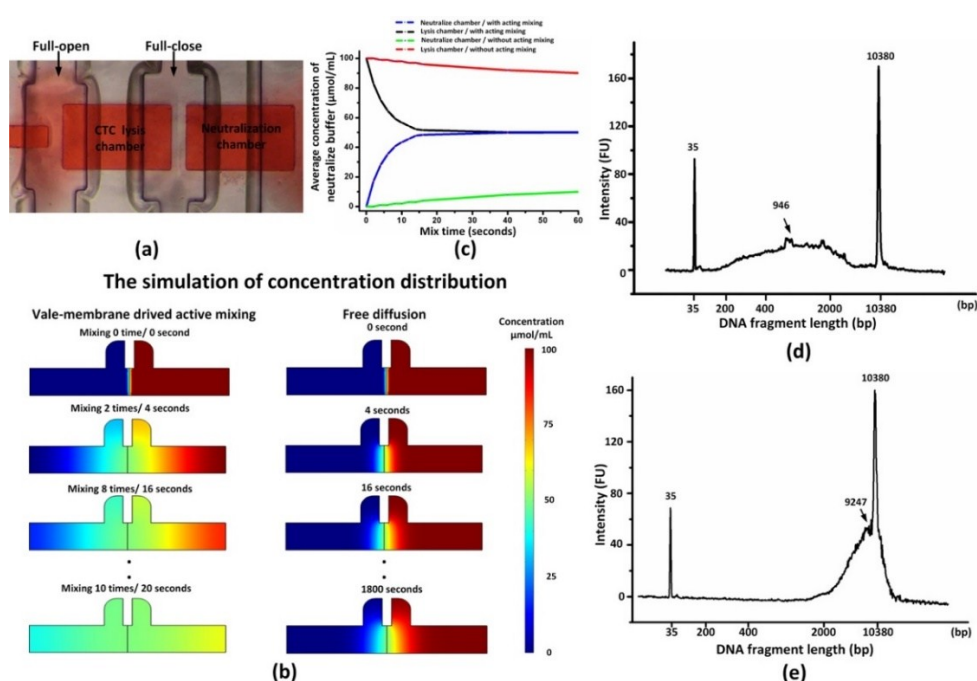 Full-open
Full-close
CTC lysis
chamber
Neutralization
chamber
(a)
Neutralize chamber / with acting mixing
Lysis chamber / with acting mixing
Neutralize chamber / without acting mixing
Lysis chamber / without acting mixing
Average concentration of
neutralize buffer (μmol/mL)
100
80
60
40
20
0
0
10
20
30
40
50
60
Mix time (seconds)
(c)
The simulation of concentration distribution
Vale-membrane drived active mixing
Mixing 0 time/ 0 second
Mixing 2 times/ 4 seconds
Mixing 8 times/ 16 seconds
Mixing 10 times/ 20 seconds
Free diffusion
0 second
4 seconds
16 seconds
1800 seconds
Concentration
μmol/mL
100
75
50
25
0
(b)
Intensity (FU)
160
120
80
40
0
35
946
10380
35
200
400
2000
10380
(bp)
DNA fragment length (bp)
(d)
Intensity (FU)
160
120
80
40
0
35
9247
10380
35
200
400
2000
10380
(bp)
DNA fragment length (bp)
(e)